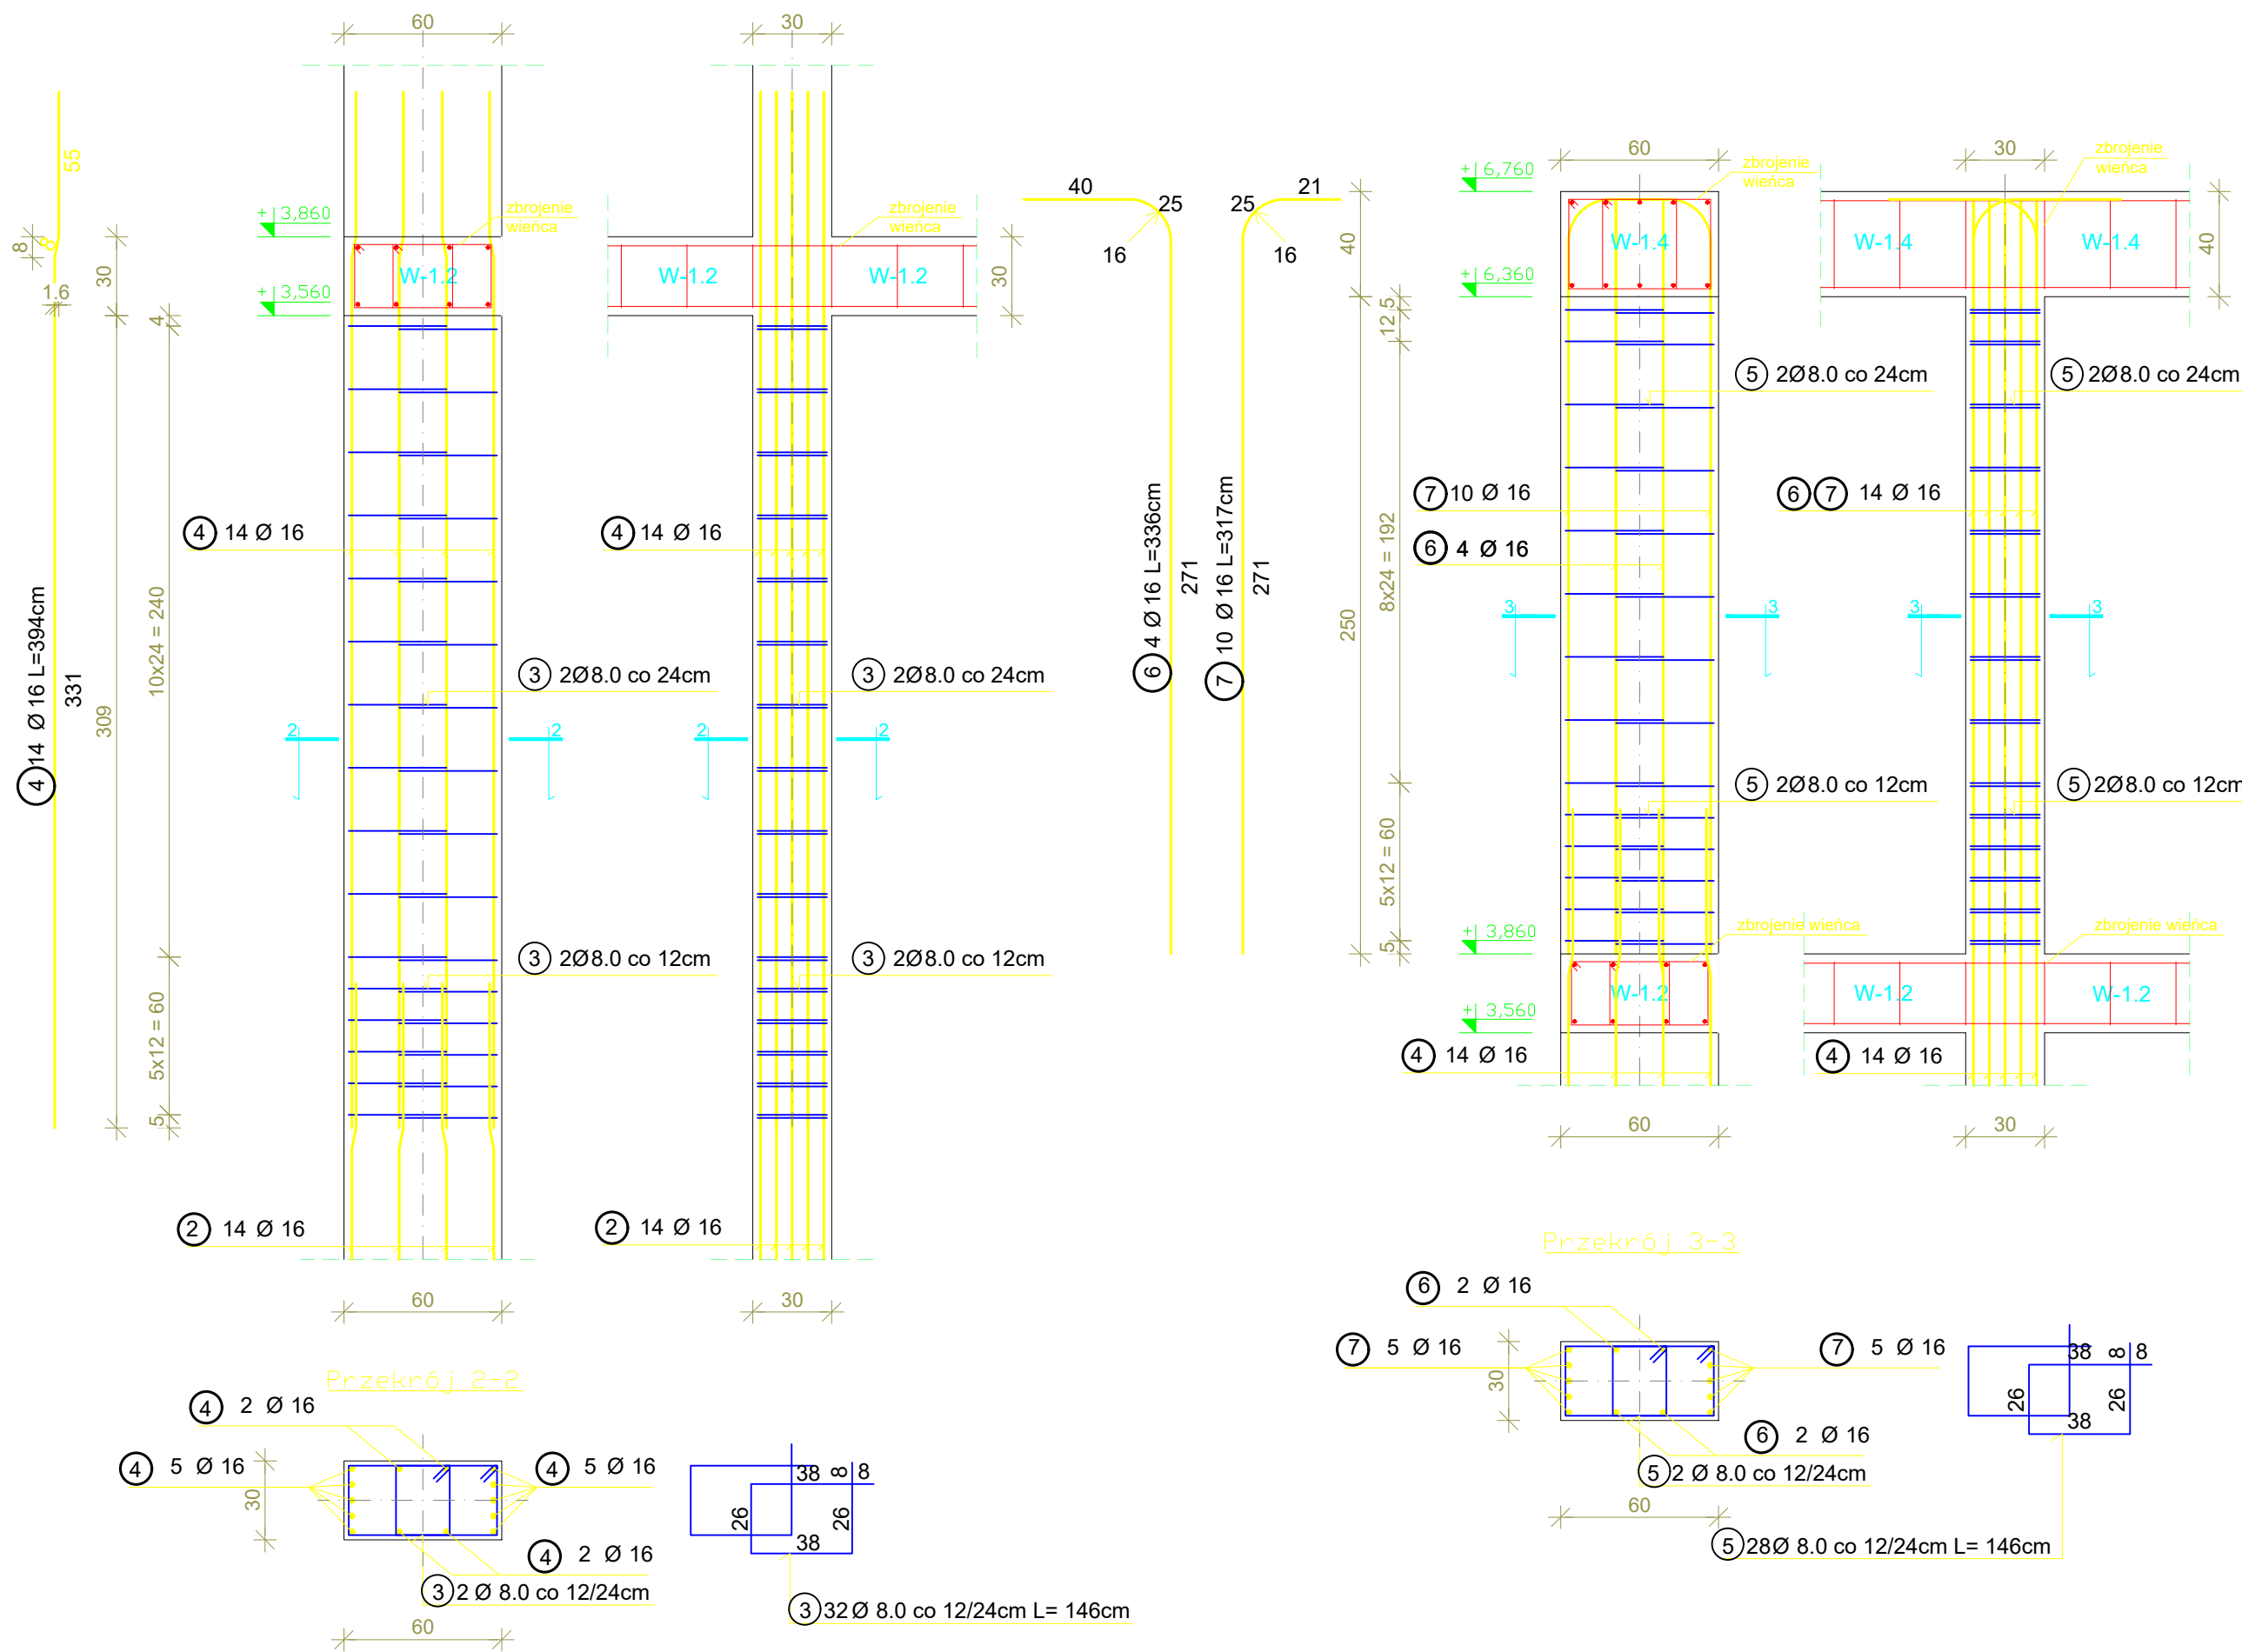 60
30
55
8
8
1.6
30
4
+ 3,860
+ 3,560
zbrojenie
wieńca
W-1.2
zbrojenie
wieńca
W-1.2
W-1.2
30
4 14 Ø 16 L=394cm
331
309
10x24 = 240
5x12 = 60
5
4 14 Ø 16
4 14 Ø 16
3 2Ø8.0 co 24cm
3 2Ø8.0 co 24cm
2 2
2 2
3 2Ø8.0 co 12cm
3 2Ø8.0 co 12cm
2 14 Ø 16
2 14 Ø 16
60
30
40
25
16
6 4 Ø 16 L=336cm
271
21
25
16
7 10 Ø 16 L=317cm
271
60
30
+ 6,760
+ 6,360
zbrojenie
wieńca
zbrojenie
wieńca
W-1.4
W-1.4
W-1.4
40
40
5
12
8x24 = 192
250
5x12 = 60
5
5 2Ø8.0 co 24cm
5 2Ø8.0 co 24cm
7 10 Ø 16
6 4 Ø 16
6 7 14 Ø 16
3 3
3 3
5 2Ø8.0 co 12cm
5 2Ø8.0 co 12cm
+ 3,860
+ 3,560
zbrojenie wieńca
zbrojenie wieńca
W-1.2
W-1.2
W-1.2
4 14 Ø 16
4 14 Ø 16
60
30
Przekrój 2-2
4 2 Ø 16
4 5 Ø 16
4 5 Ø 16
30
4 2 Ø 16
3 2 Ø 8.0 co 12/24cm
60
38
8
8
26
26
38
3 32Ø 8.0 co 12/24cm L= 146cm
Przekrój 3-3
6 2 Ø 16
7 5 Ø 16
7 5 Ø 16
30
6 2 Ø 16
5 2 Ø 8.0 co 12/24cm
60
38
8
8
26
26
38
5 28Ø 8.0 co 12/24cm L= 146cm